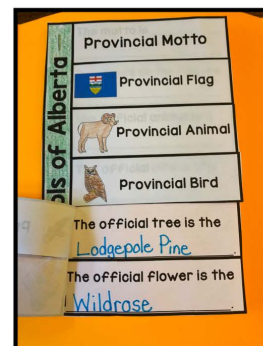 ols of Alberta
Provincial Motto
Provincial Flag
Provincial Animal
Provincial Bird
The official tree is the
Lodgepole Pine.
The official flower is the
Wildrose.